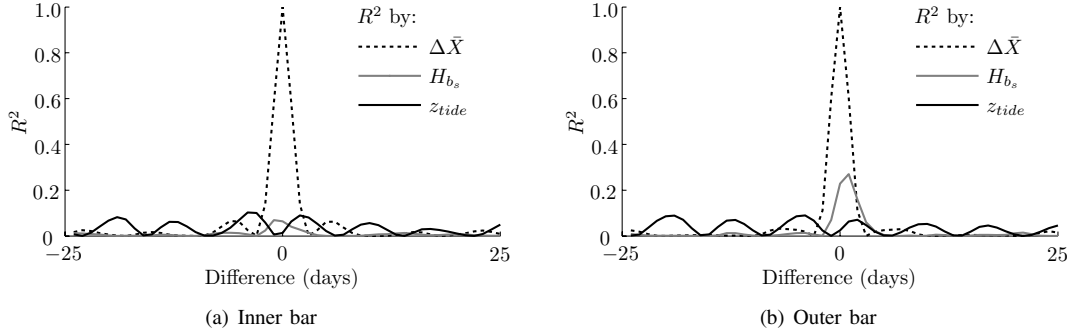 1.0
0.8
0.6
0.4
0.2
0
R²
−25
0
25
Difference (days)
R² by:
ΔX̄
H_{b_s}
z_{tide}
(a) Inner bar
1.0
0.8
0.6
0.4
0.2
0
R²
−25
0
25
Difference (days)
R² by:
ΔX̄
H_{b_s}
z_{tide}
(b) Outer bar